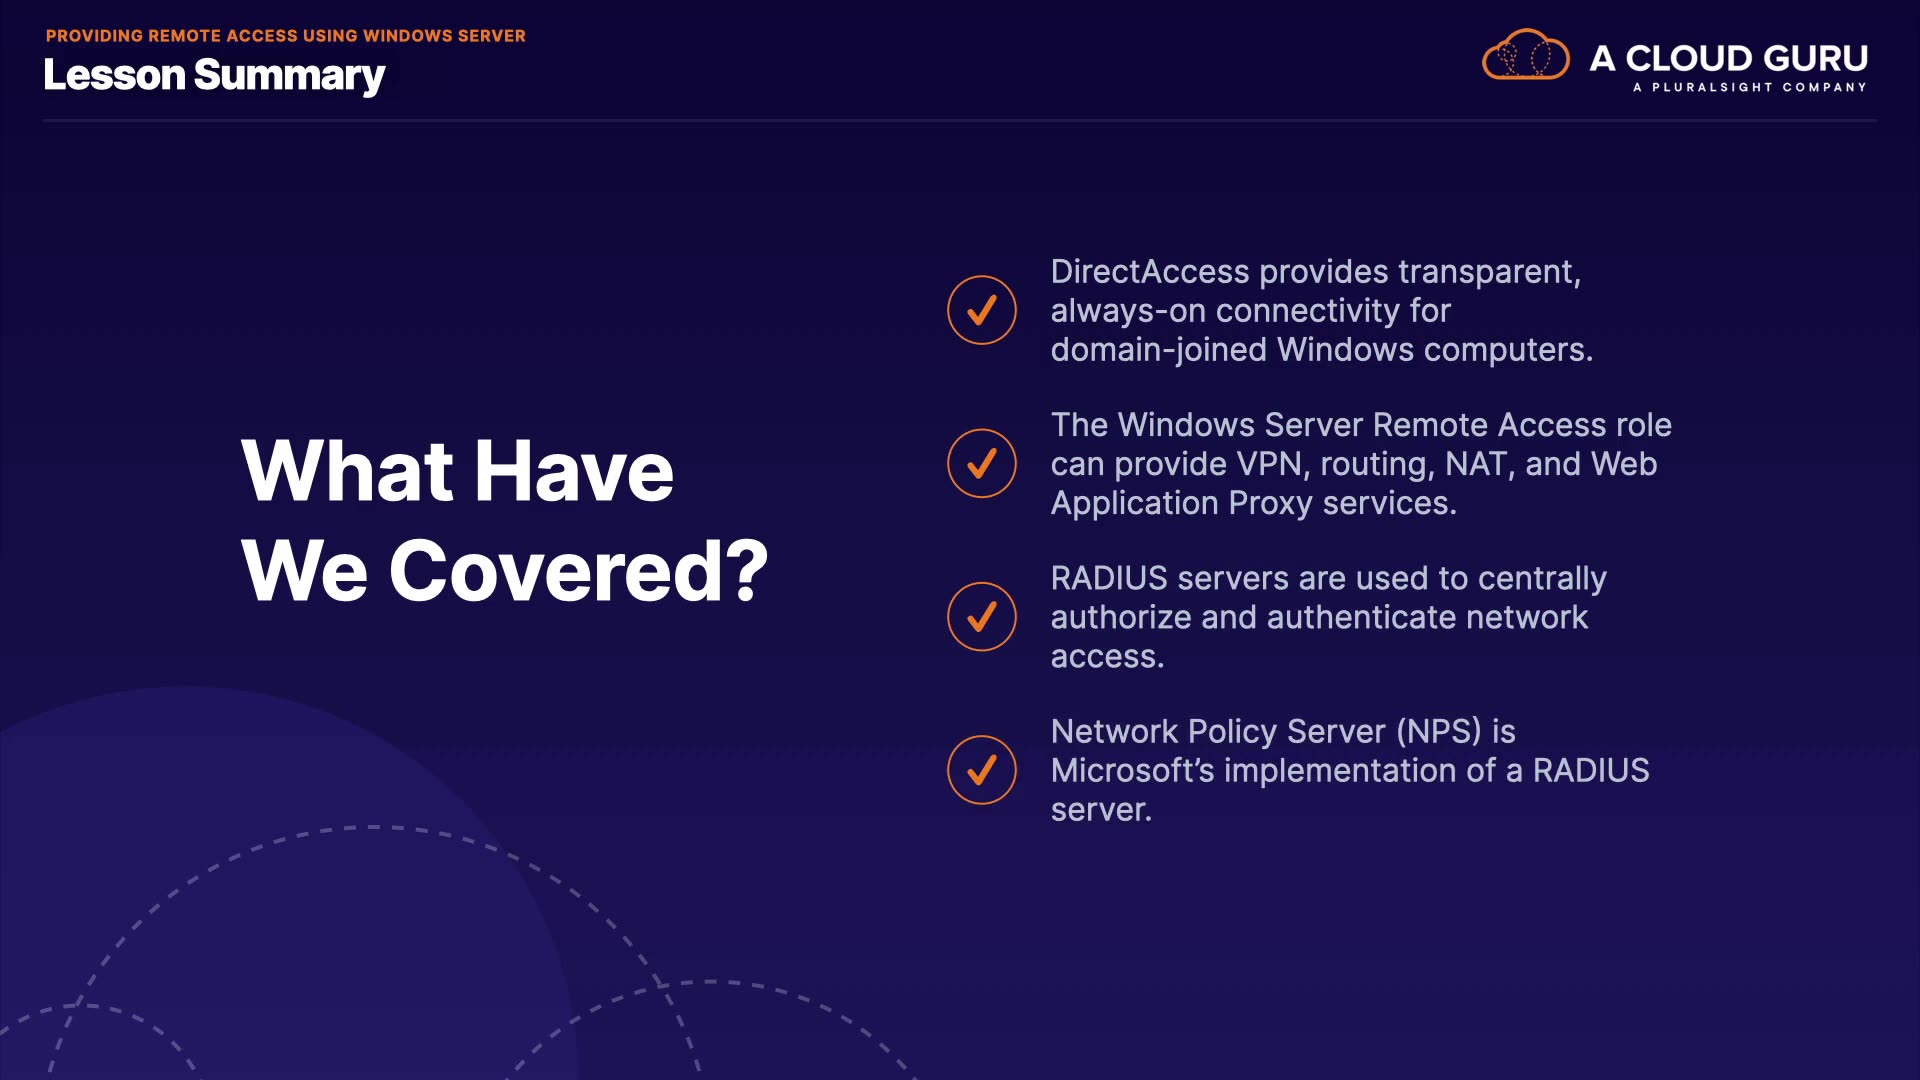 PROVIDING REMOTE ACCESS USING WINDOWS SERVER
Lesson Summary
A CLOUD GURU
A PLURALSIGHT COMPANY
What Have
We Covered?
DirectAccess provides transparent,
always-on connectivity for
domain-joined Windows computers.
The Windows Server Remote Access role
can provide VPN, routing, NAT, and Web
Application Proxy services.
RADIUS servers are used to centrally
authorize and authenticate network
access.
Network Policy Server (NPS) is
Microsoft’s implementation of a RADIUS
server.